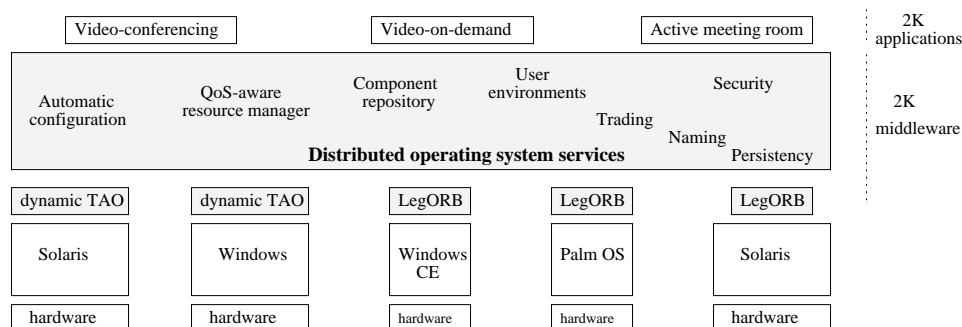 Video-conferencing
Video-on-demand
Active meeting room
2K
applications
Automatic
configuration
QoS-aware
resource manager
Component
repository
User
environments
Trading
Security
Naming
Persistency
Distributed operating system services
2K
middleware
dynamic TAO
dynamic TAO
LegORB
LegORB
LegORB
Solaris
Windows
Windows
CE
Palm OS
Solaris
hardware
hardware
hardware
hardware
hardware